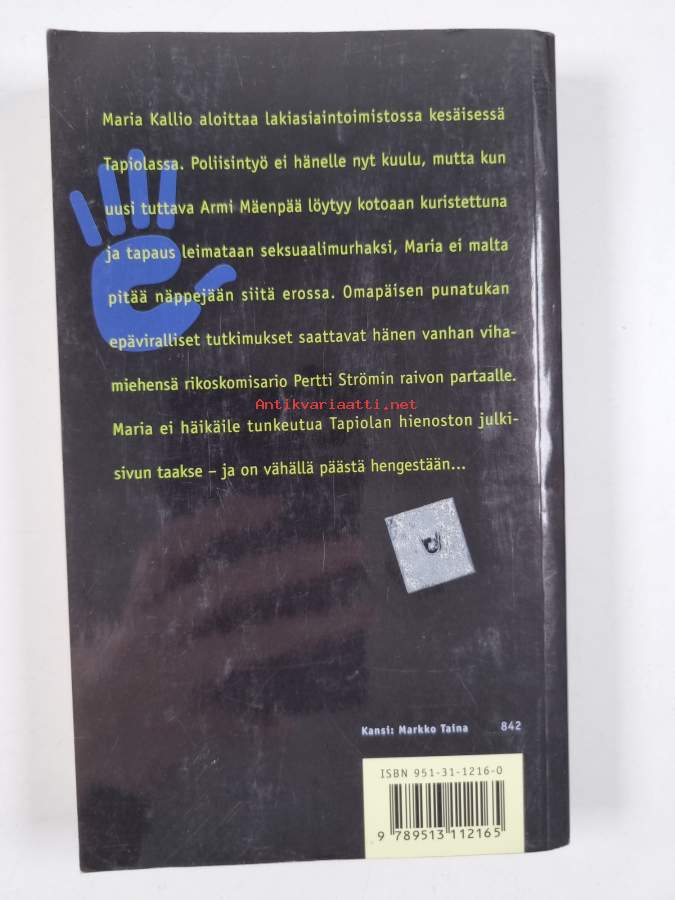 Maria Kallio aloittaa lakiasiaintoimistossa kesäisessä
Tapiolassa. Poliisintyö ei hänelle nyt kuulu, mutta kun
uusi tuttava Armi Mäenpää löytyy kotoaan kuristettuna
ja tapaus leimataan seksuaalimurhaksi, Maria ei malta
pitää näppejään siitä erossa. Omapäisen punatukan
epäviralliset tutkimukset saattavat hänen vanhan viha-
miehensä rikoskomisario Pertti Strömin raivon partaalle.
Antikvariaatti.net
Maria ei häikäile tunkeutua Tapiolan hienoston julki-
sivun taakse – ja on vähällä päästä hengestään...
Kansi: Markko Taina 842
ISBN 951-31-1216-0
9 789513 112165